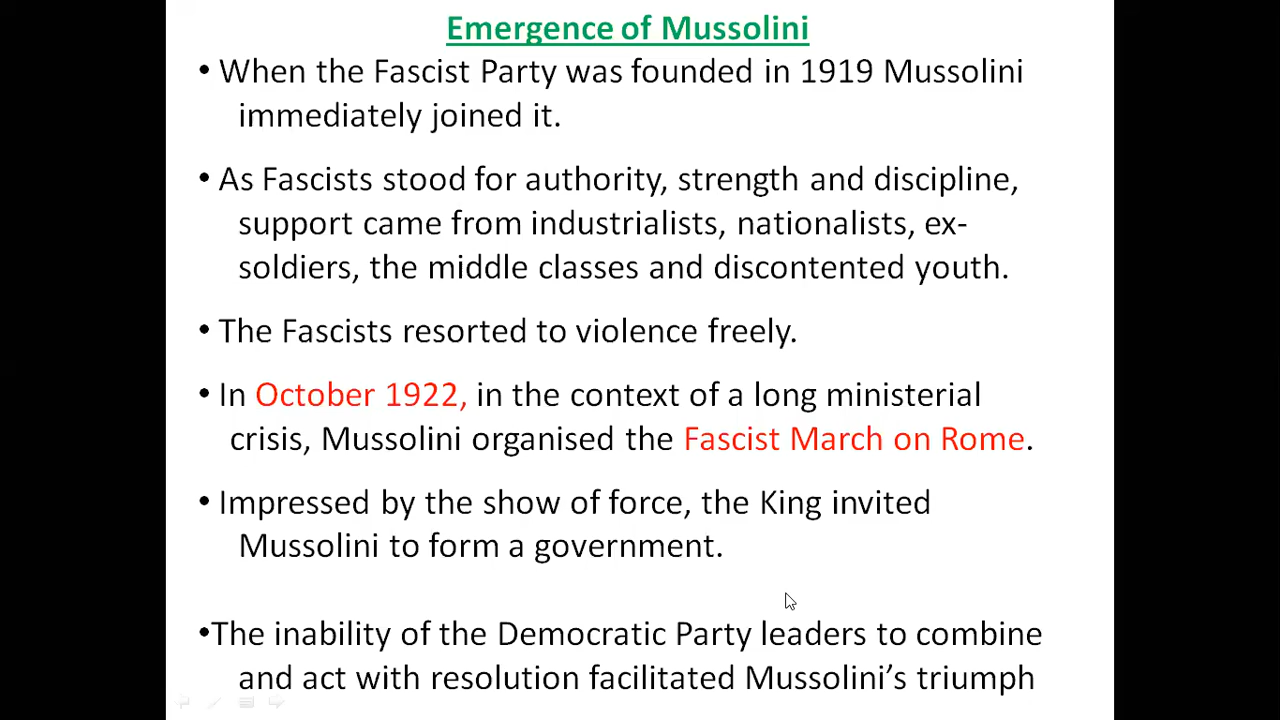 Emergence of Mussolini
• When the Fascist Party was founded in 1919 Mussolini
immediately joined it.
• As Fascists stood for authority, strength and discipline,
support came from industrialists, nationalists, ex-
soldiers, the middle classes and discontented youth.
• The Fascists resorted to violence freely.
• In October 1922, in the context of a long ministerial
crisis, Mussolini organised the Fascist March on Rome.
• Impressed by the show of force, the King invited
Mussolini to form a government.
•The inability of the Democratic Party leaders to combine
and act with resolution facilitated Mussolini’s triumph